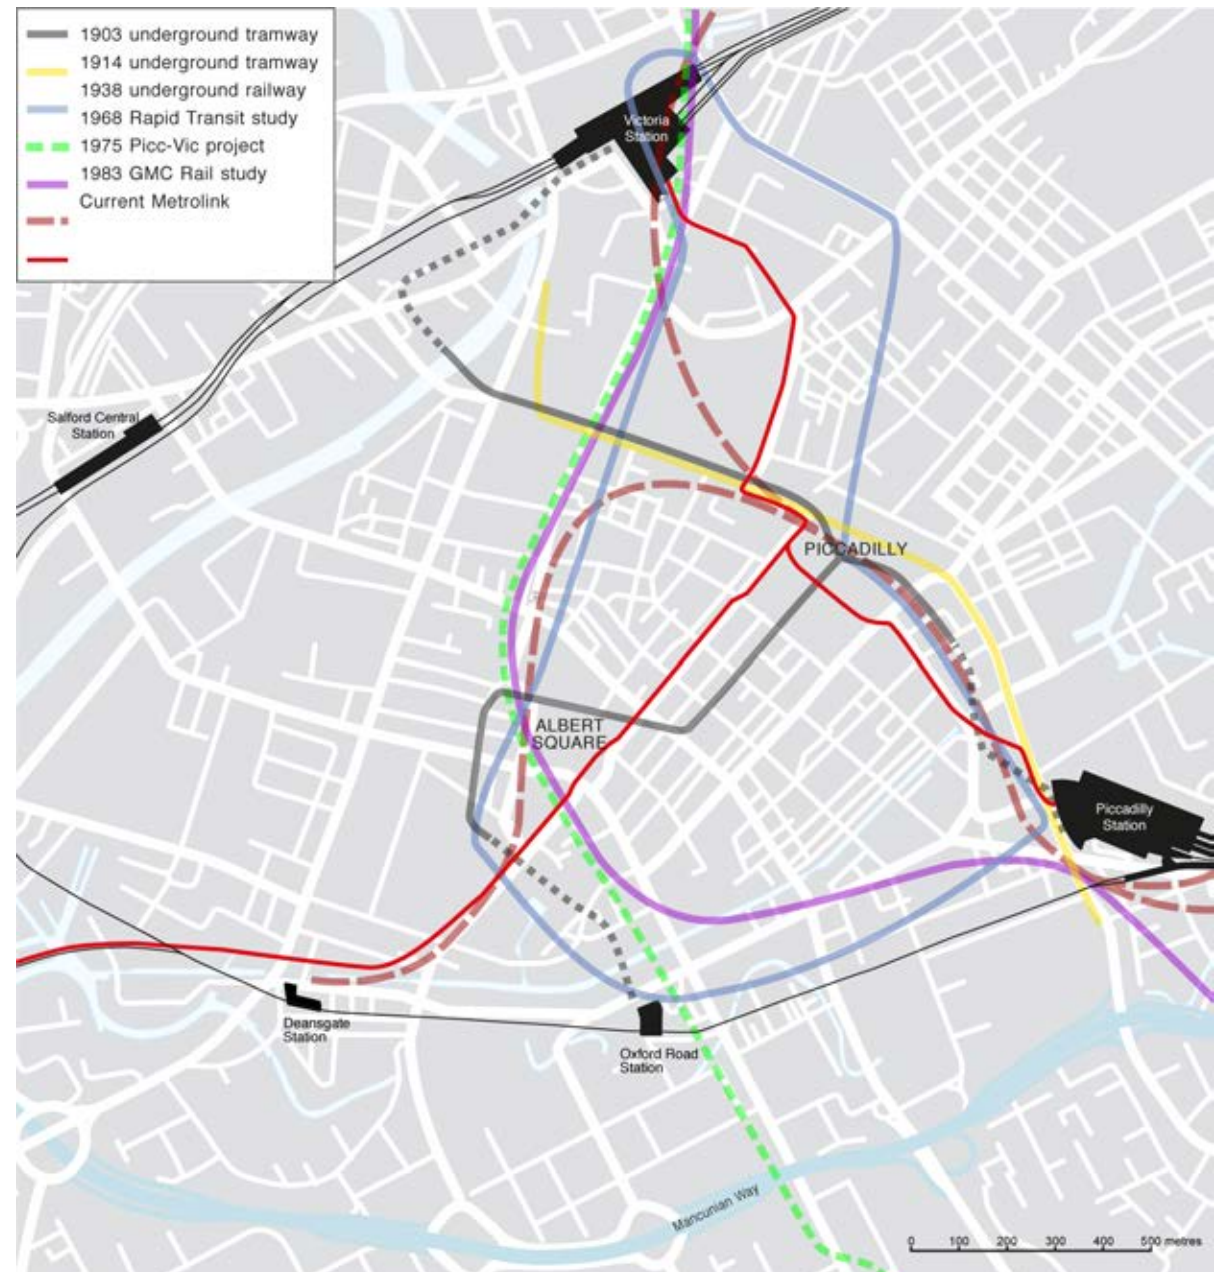 1903 underground tramway
1914 underground tramway
1938 underground railway
1968 Rapid Transit study
1975 Picc-Vic project
1983 GMC Rail study
Current Metrolink
Victoria
Station
Salford Central
Station
PICCADILLY
ALBERT
SQUARE
Piccadilly
Station
Deansgate
Station
Oxford Road
Station
Mancunian Way
0 100 200 300 400 500 metres